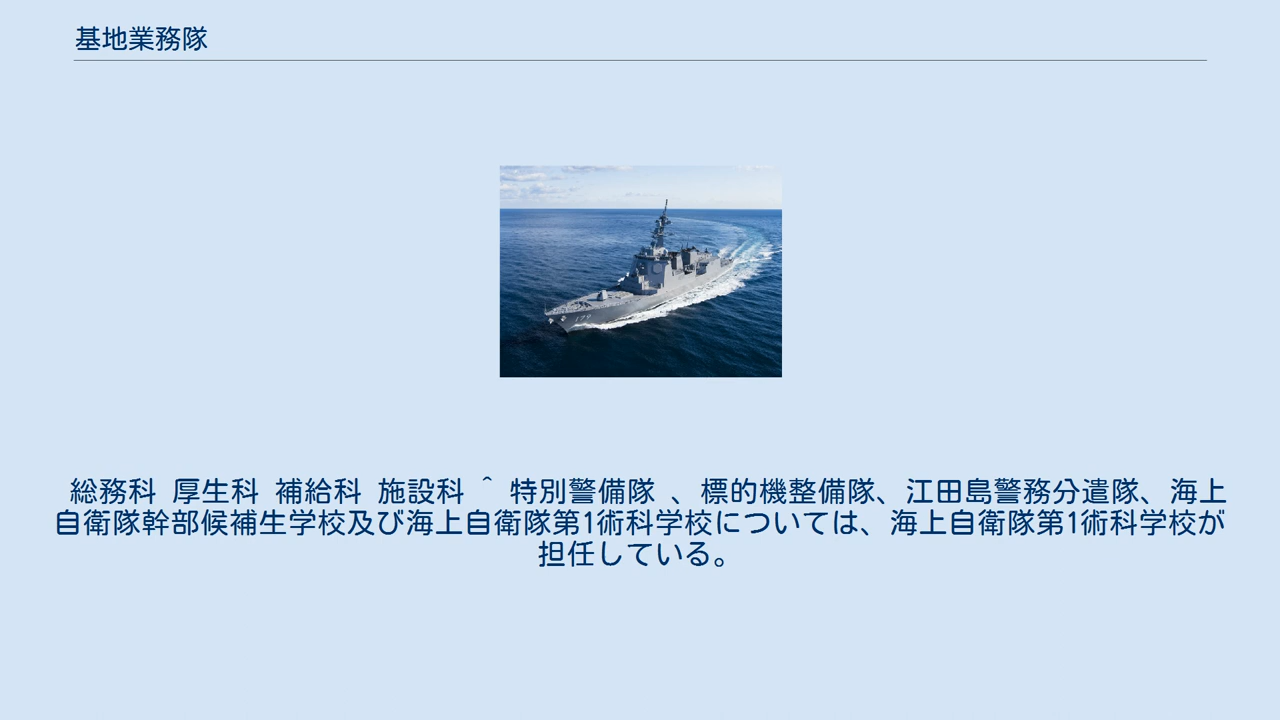 基地業務隊
179
総務科 厚生科 補給科 施設科 ^ 特別警備隊 、標的機整備隊、江田島警務分遣隊、海上
自衛隊幹部候補生学校及び海上自衛隊第1術科学校については、海上自衛隊第1術科学校が
担任している。